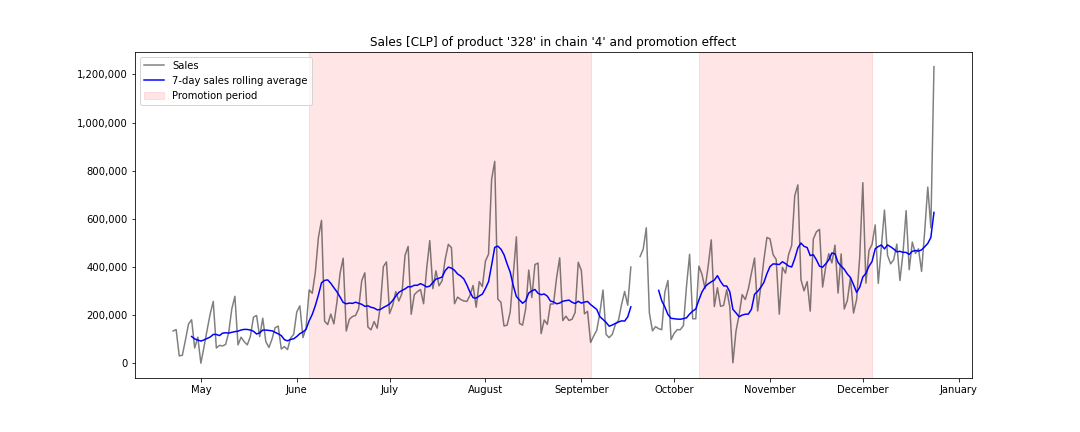 Sales [CLP] of product '328' in chain '4' and promotion effect
Sales
7-day sales rolling average
Promotion period
1,200,000
1,000,000
800,000
600,000
400,000
200,000
0
May June July August September October November December January